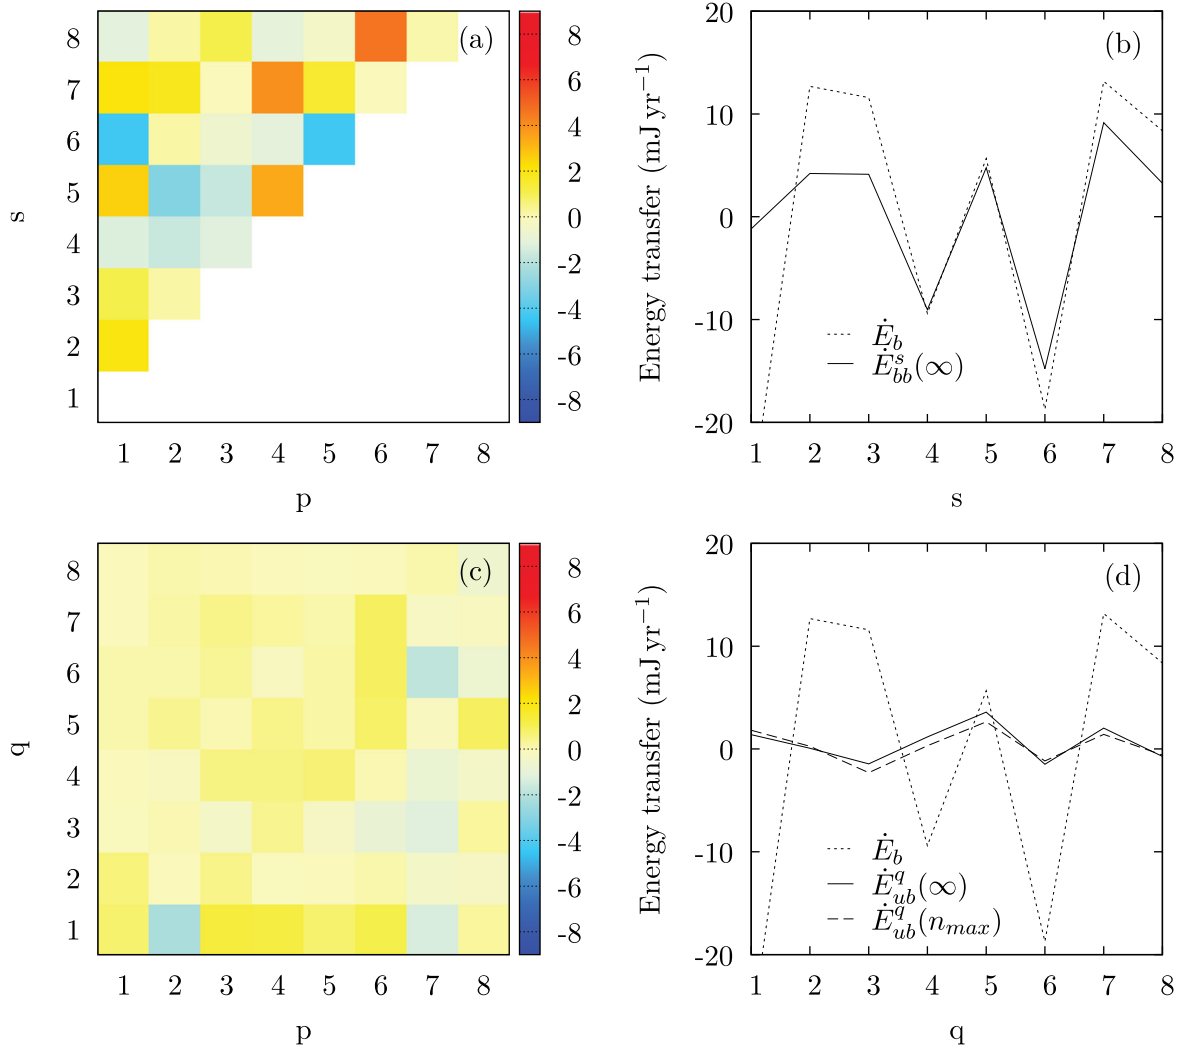 (a)
8
7
6
5
4
3
2
1
s
1 2 3 4 5 6 7 8
p
8
6
4
2
0
-2
-4
-6
-8
(b)
Energy transfer (mJ yr⁻¹)
20
10
0
-10
-20
Ė_b
Ė^s_bb(∞)
1 2 3 4 5 6 7 8
s
(c)
8
7
6
5
4
3
2
1
q
1 2 3 4 5 6 7 8
p
8
6
4
2
0
-2
-4
-6
-8
(d)
Energy transfer (mJ yr⁻¹)
20
10
0
-10
-20
Ė_b
Ė^q_ub(∞)
Ė^q_ub(n_max)
1 2 3 4 5 6 7 8
q